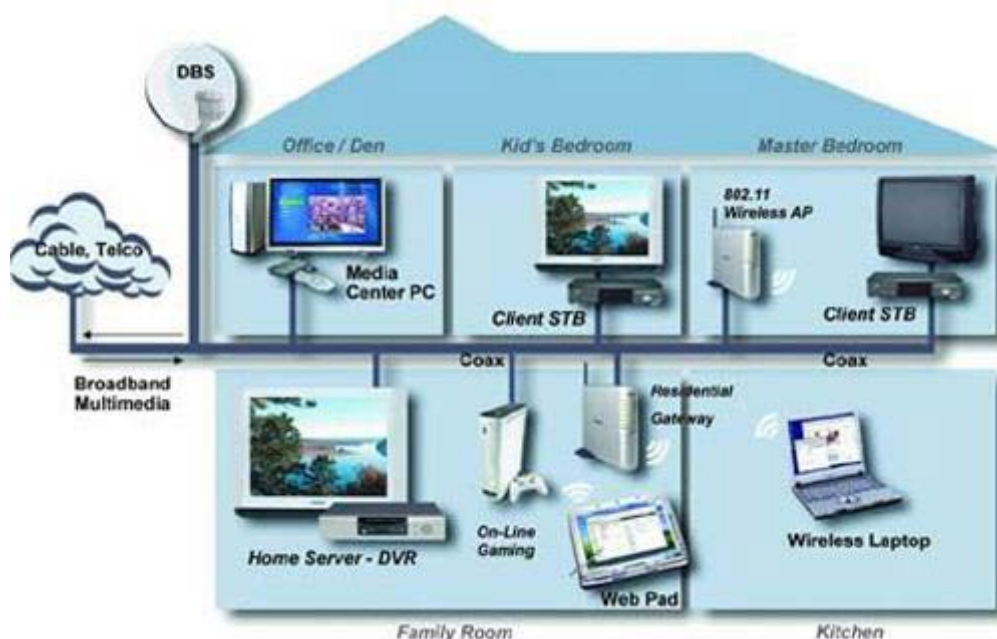 DBS
Office / Den
Kid's Bedroom
Master Bedroom
802.11
Wireless AP
Cable, Telco
Media
Center PC
Client STB
Client STB
Coax
Coax
Broadband
Multimedia
Residential
Gateway
On-Line
Gaming
Home Server - DVR
Web Pad
Wireless Laptop
Family Room
Kitchen